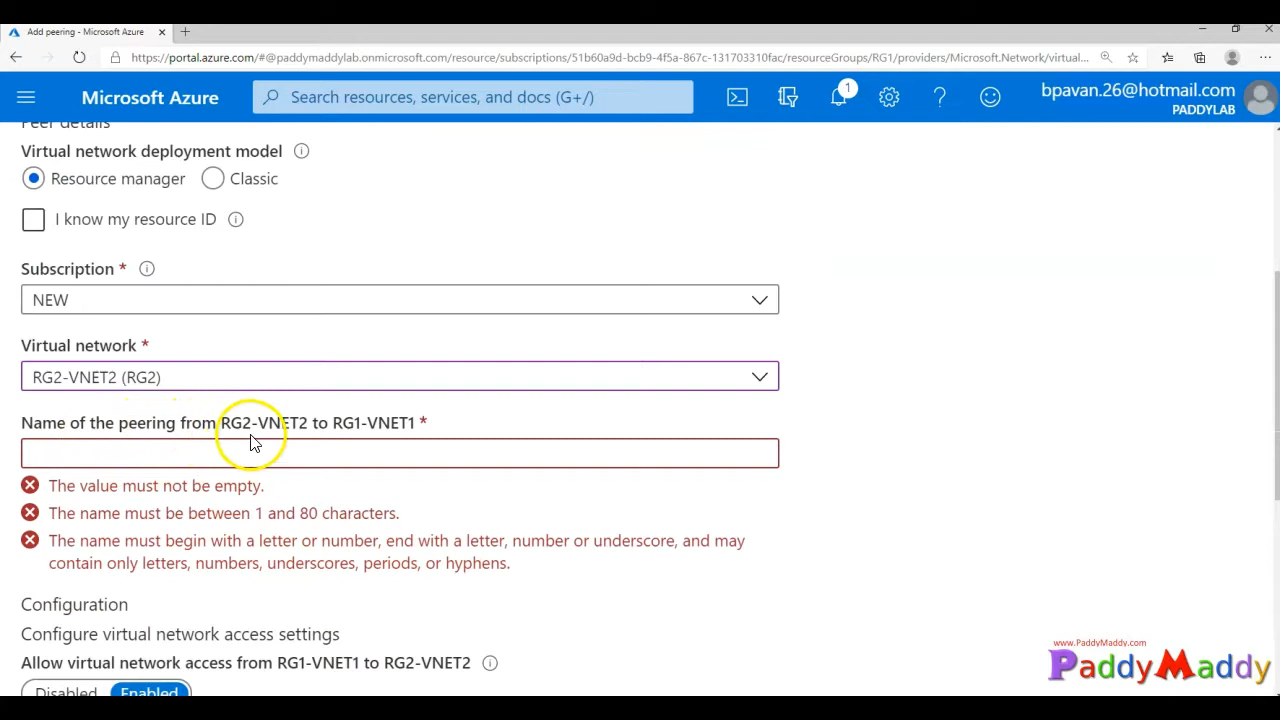 Add peering - Microsoft Azure
https://portal.azure.com/#@paddymaddylab.onmicrosoft.com/resource/subscriptions/51b60a9d-bcb9-4f5a-867c-131703310fac/resourceGroups/RG1/providers/Microsoft.Network/virtual...
Microsoft Azure
Search resources, services, and docs (G+/)
1
bpavan.26@hotmail.com
PADDYLAB
Peer details
Virtual network deployment model
Resource manager
Classic
I know my resource ID
Subscription *
NEW
Virtual network *
RG2-VNET2 (RG2)
Name of the peering from RG2-VNET2 to RG1-VNET1 *
The value must not be empty.
The name must be between 1 and 80 characters.
The name must begin with a letter or number, end with a letter, number or underscore, and may
contain only letters, numbers, underscores, periods, or hyphens.
Configuration
Configure virtual network access settings
Allow virtual network access from RG1-VNET1 to RG2-VNET2
Disabled Enabled
www.PaddyMaddy.com
PaddyMaddy